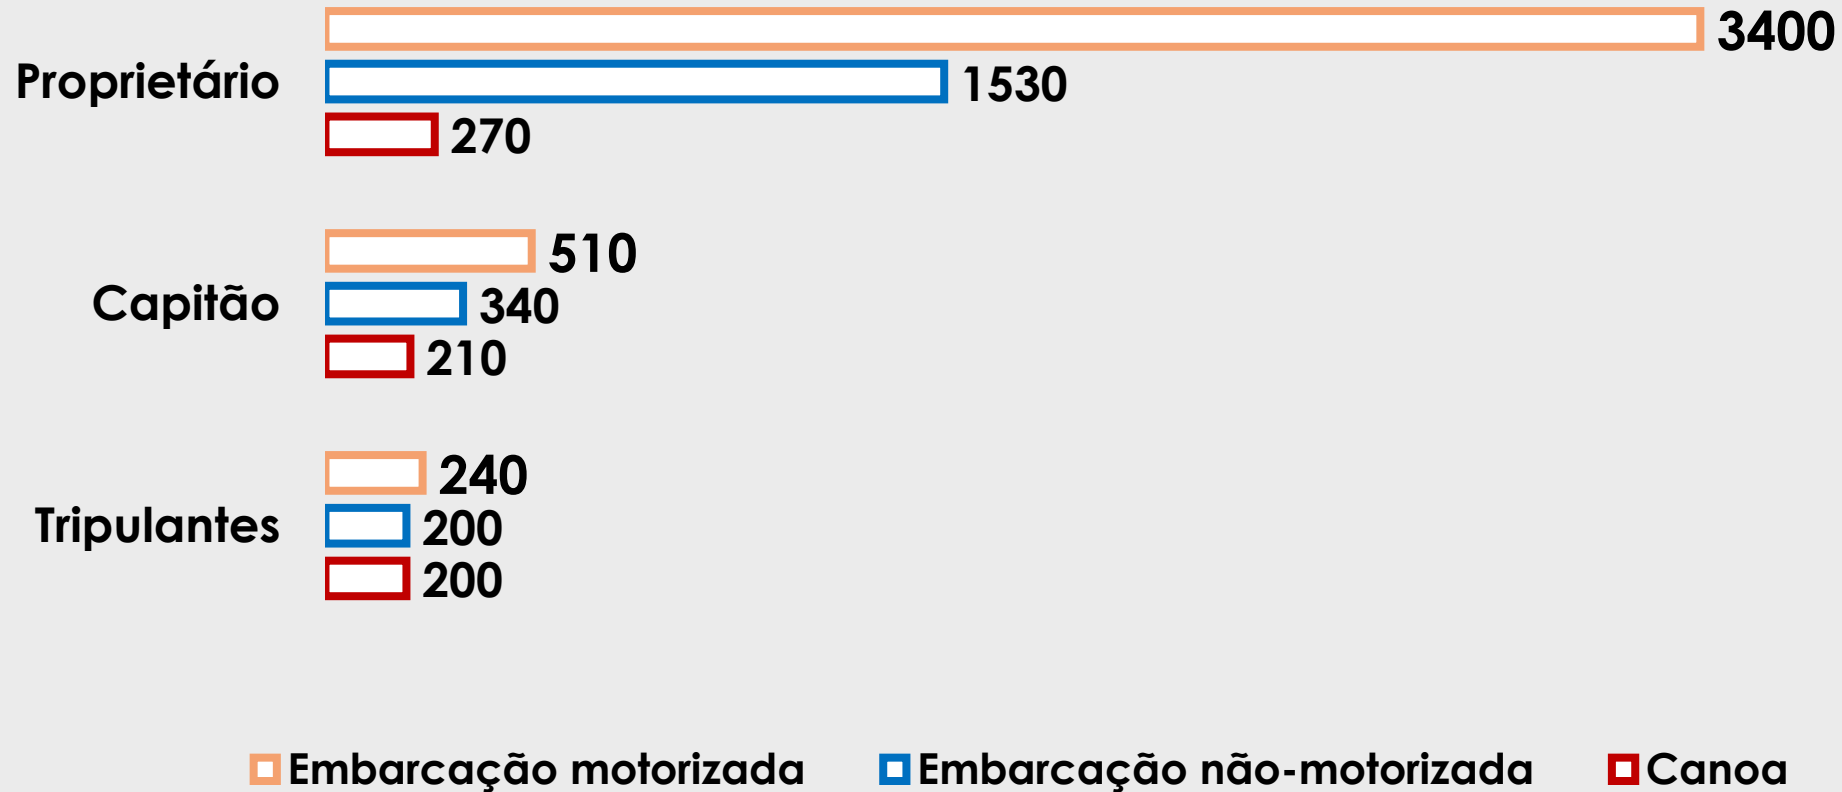 3400
Proprietário
1530
270
510
Capitão
340
210
240
Tripulantes
200
200
Embarcação motorizada
Embarcação não-motorizada
Canoa